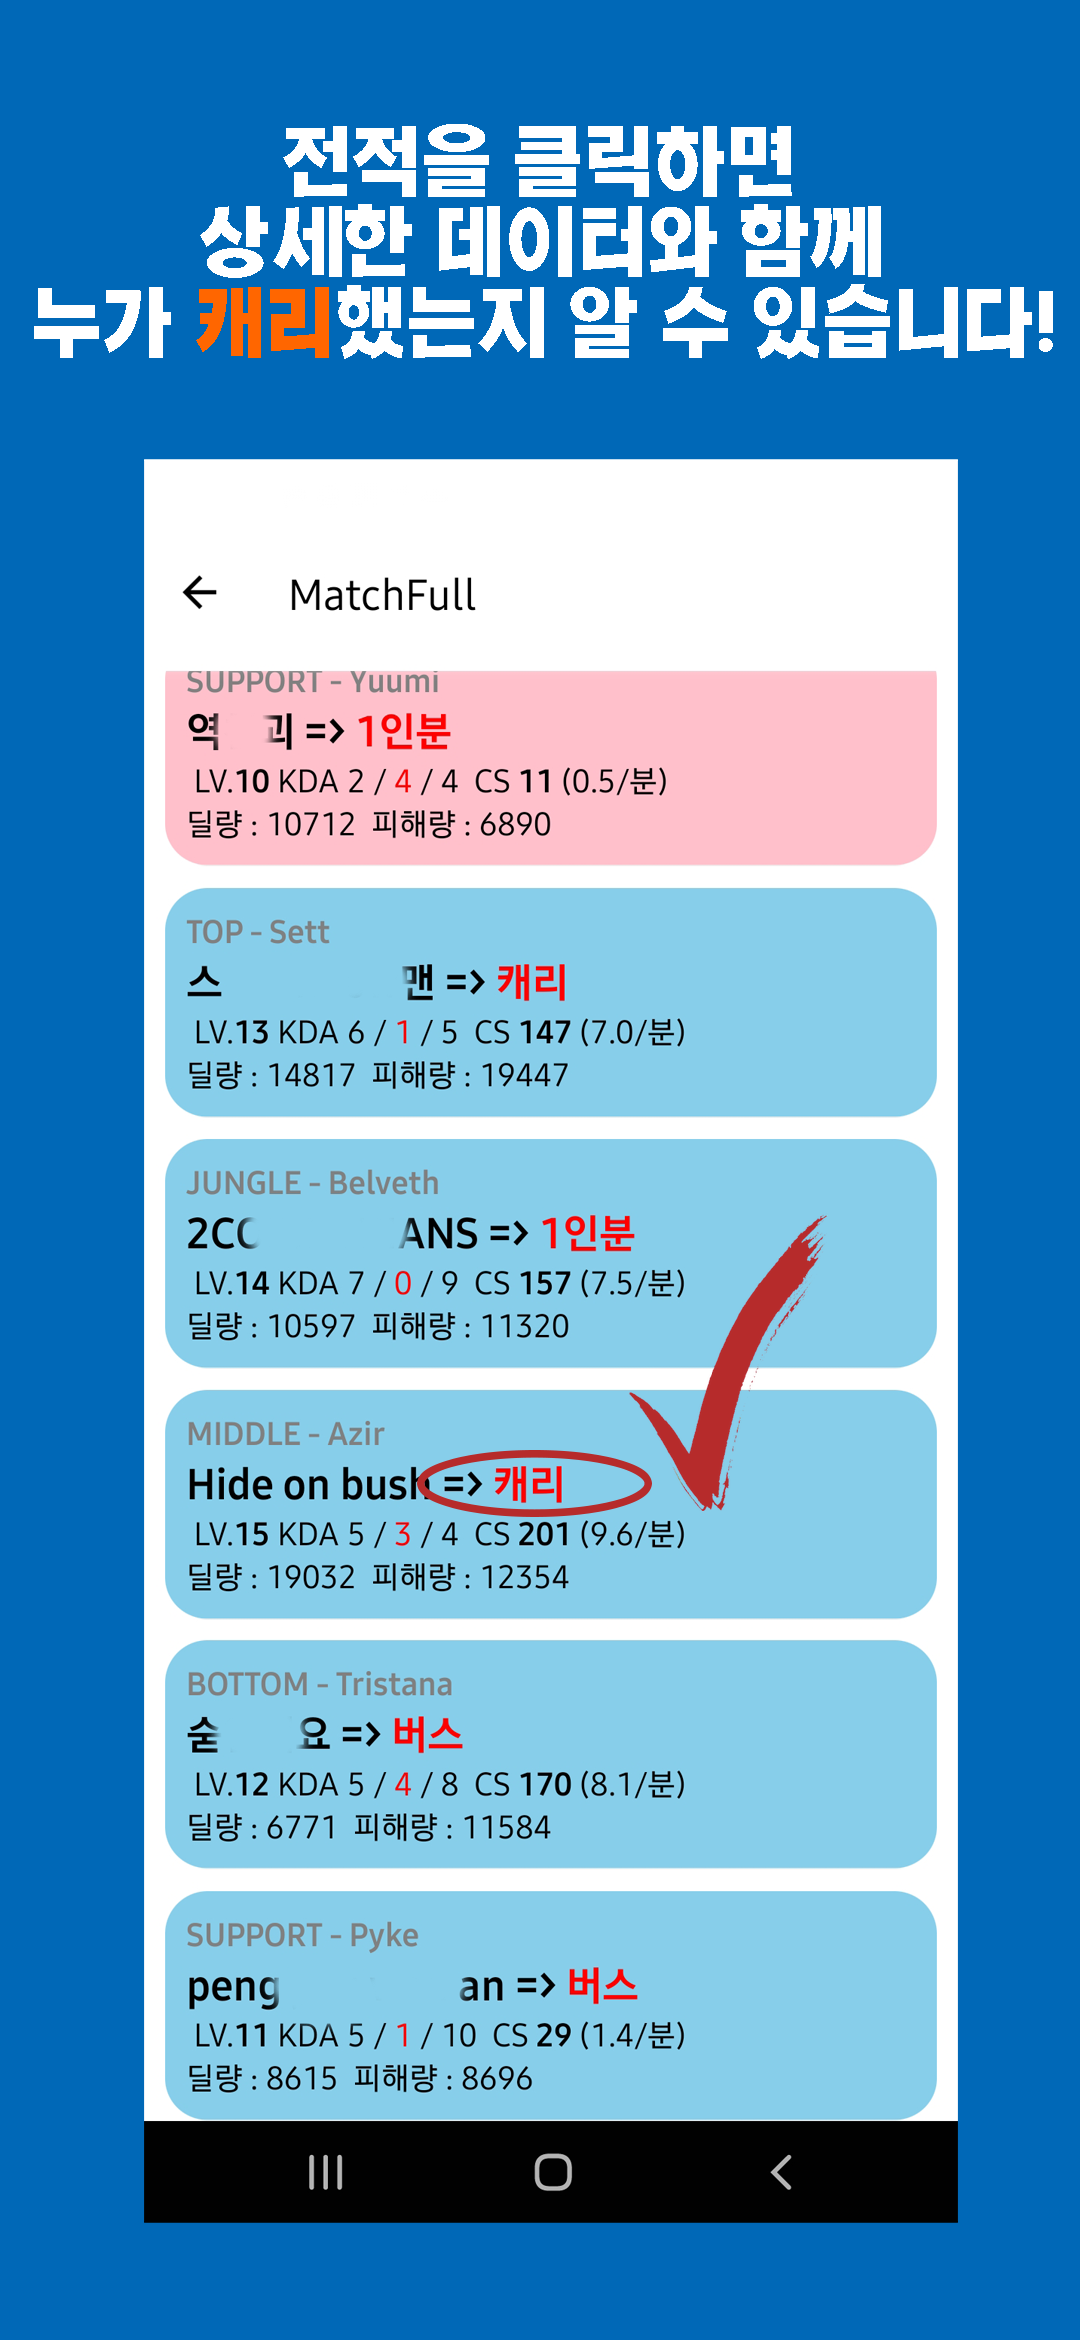 전적을 클릭하면
상세한 데이터와 함께
누가 캐리했는지 알 수 있습니다!
MatchFull
SUPPORT - Yuumi
역 괴 => 1인분
LV.10 KDA 2 / 4 / 4 CS 11 (0.5/분)
딜량 : 10712 피해량 : 6890
TOP - Sett
스 맨 => 캐리
LV.13 KDA 6 / 1 / 5 CS 147 (7.0/분)
딜량 : 14817 피해량 : 19447
JUNGLE - Belveth
2CC ANS => 1인분
LV.14 KDA 7 / 0 / 9 CS 157 (7.5/분)
딜량 : 10597 피해량 : 11320
MIDDLE - Azir
Hide on bush => 캐리
LV.15 KDA 5 / 3 / 4 CS 201 (9.6/분)
딜량 : 19032 피해량 : 12354
BOTTOM - Tristana
숟 요 => 버스
LV.12 KDA 5 / 4 / 8 CS 170 (8.1/분)
딜량 : 6771 피해량 : 11584
SUPPORT - Pyke
peng an => 버스
LV.11 KDA 5 / 1 / 10 CS 29 (1.4/분)
딜량 : 8615 피해량 : 8696